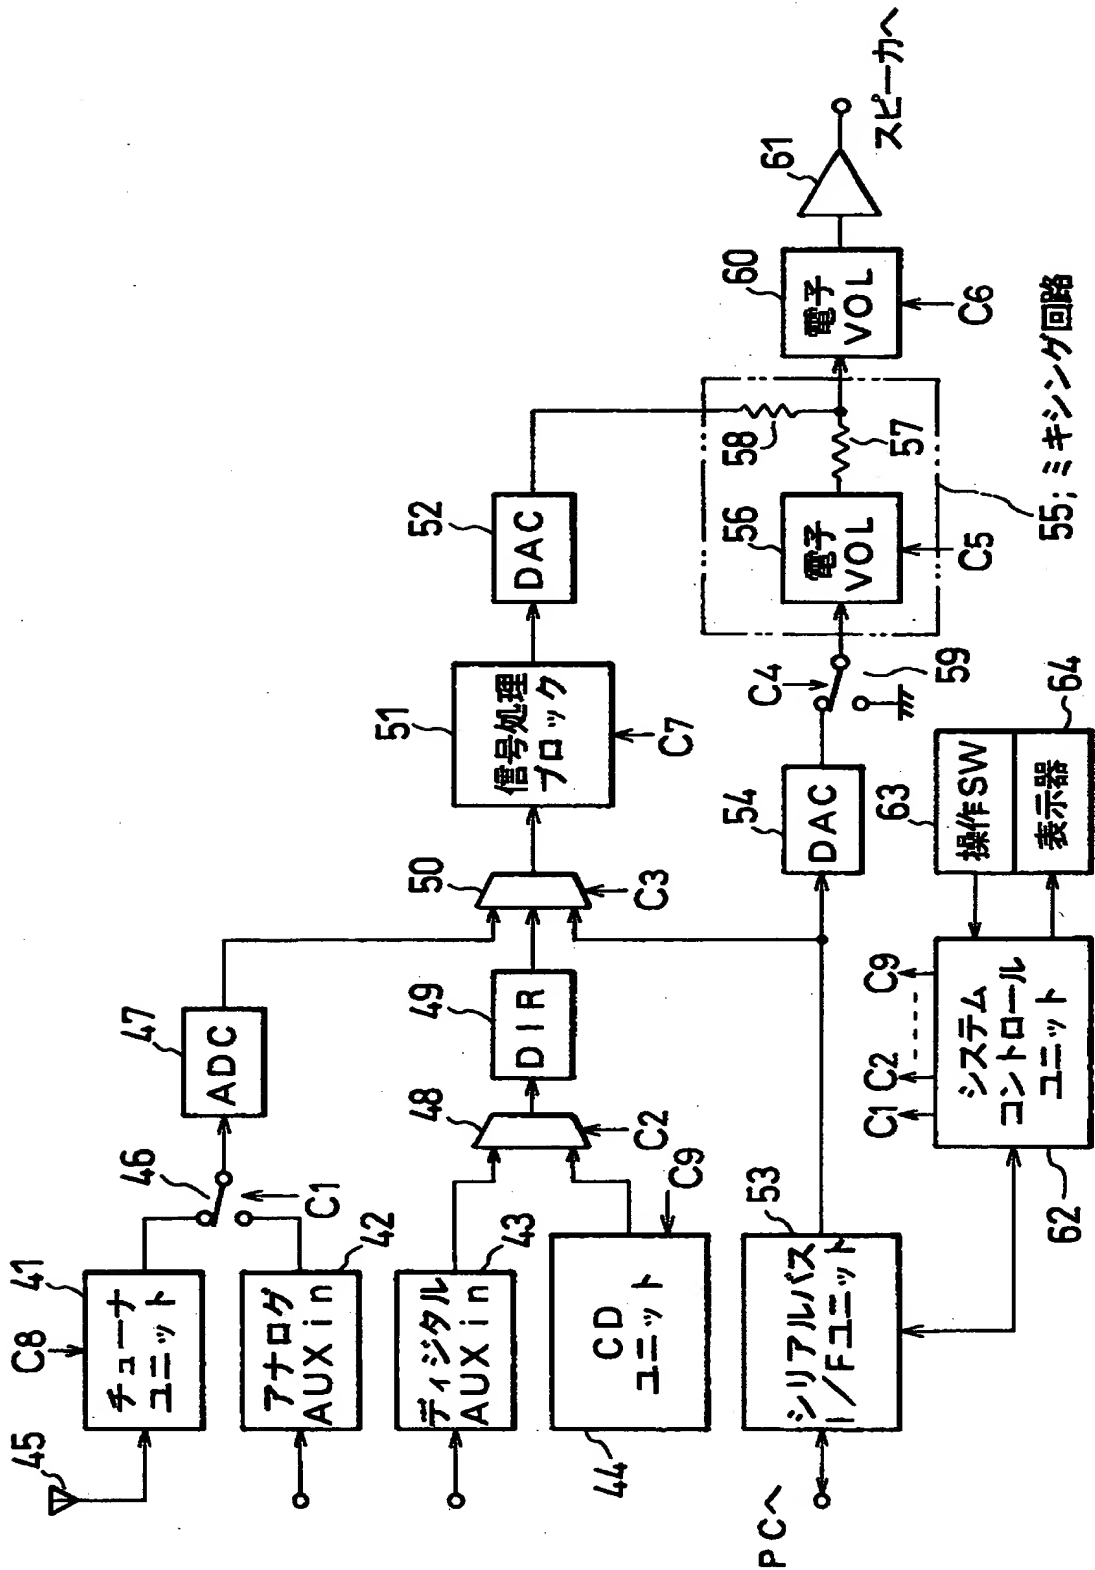 45
C8
41
チューナ
ユニット
46
C1
47
ADC
アナログ
AUX in
42
ディジタル
AUX in
43
48
C2
49
DIR
50
C3
51
信号処理
ブロック
C7
52
DAC
CD
ユニット
44
C9
PCへ
シリアルバス
I/Fユニット
53
54
DAC
C4
59
56
電子
VOL
C5
57
58
55;ミキシング回路
60
電子
VOL
C6
61
スピーカへ
C1
C2
C9
システム
コントロール
ユニット
62
63
操作SW
表示器
64